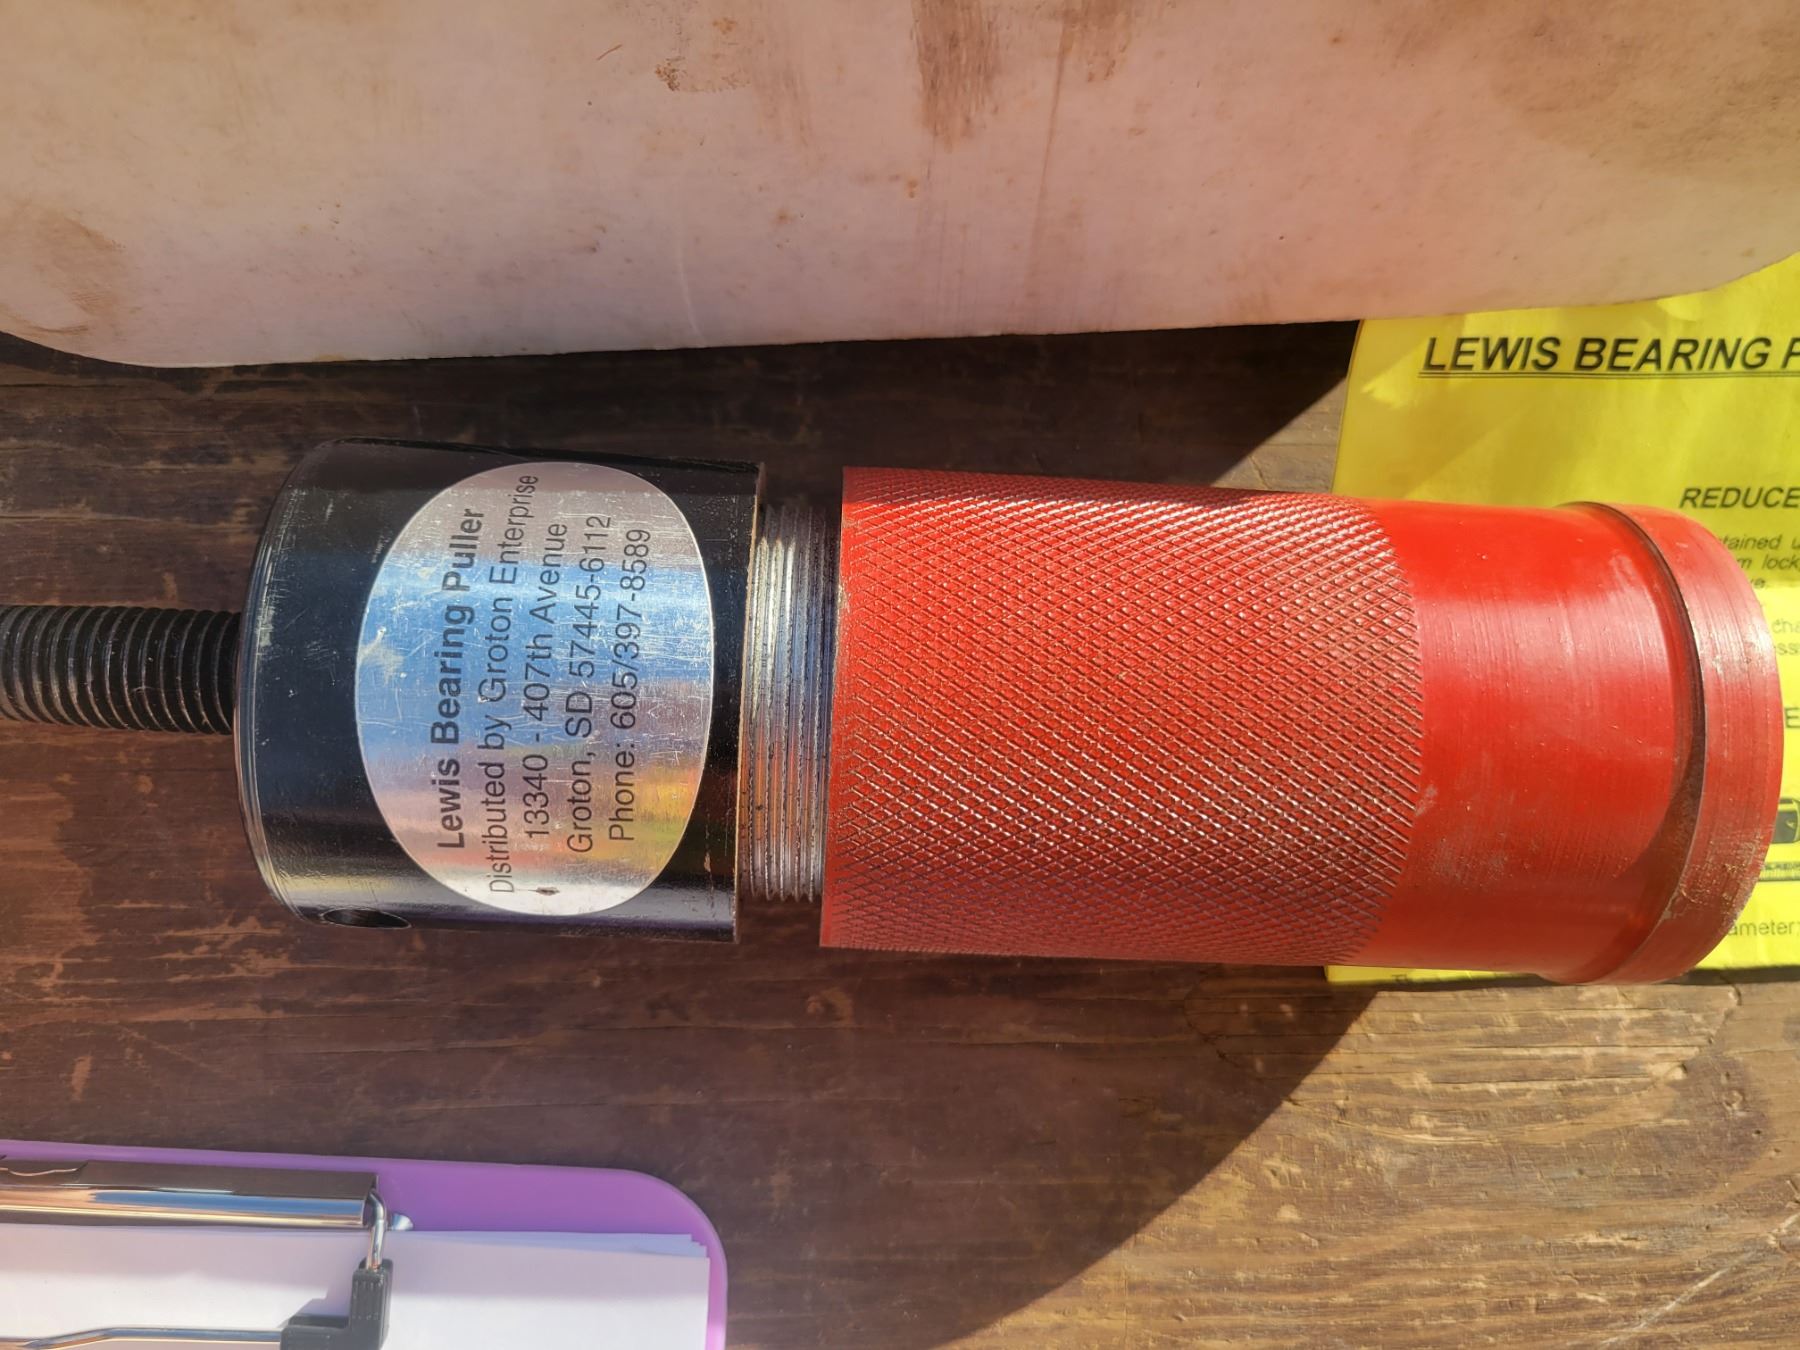 Lewis Bearing Puller
Distributed by Groton Enterprise
13340 - 407th Avenue
Groton, SD 57445-6112
Phone: 605/397-8589
LEWIS BEARING
REDUCE